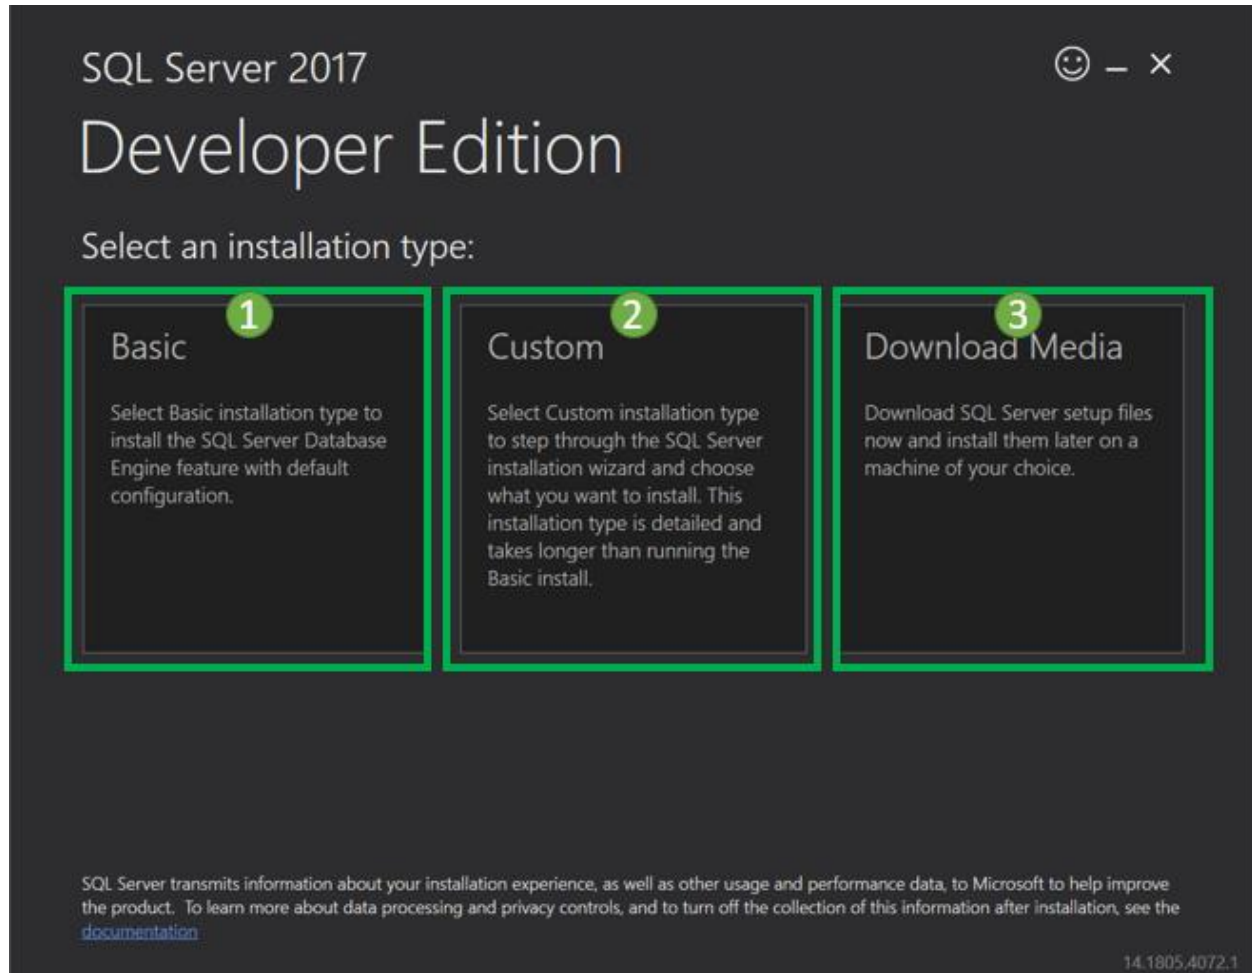 SQL Server 2017
Developer Edition
Select an installation type:
1
Basic
Select Basic installation type to
install the SQL Server Database
Engine feature with default
configuration.
2
Custom
Select Custom installation type
to step through the SQL Server
installation wizard and choose
what you want to install. This
installation type is detailed and
takes longer than running the
Basic install.
3
Download Media
Download SQL Server setup files
now and install them later on a
machine of your choice.
SQL Server transmits information about your installation experience, as well as other usage and performance data, to Microsoft to help improve
the product.  To learn more about data processing and privacy controls, and to turn off the collection of this information after installation, see the
documentation
14.1805.4072.1